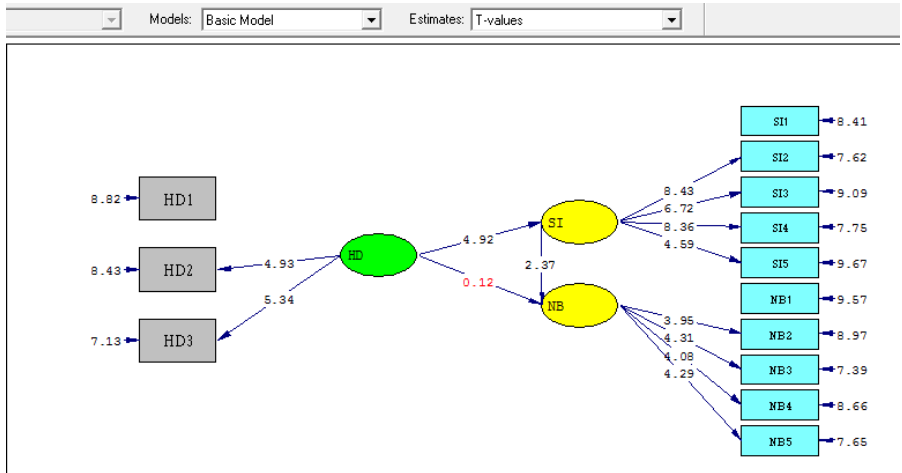 Models: Basic Model Estimates: T-values
SI1 8.41
SI2 7.62
8.43
8.82 HD1 SI3 9.09
6.72
SI SI4 7.75
8.36
4.92
HD 4.59 SI5 9.67
8.43 HD2 4.93 2.37
0.12
NB1 9.57
5.34 NB
3.95 NB2 8.97
4.31
7.13 HD3 4.08 NB3 7.39
4.29
NB4 8.66
NB5 7.65